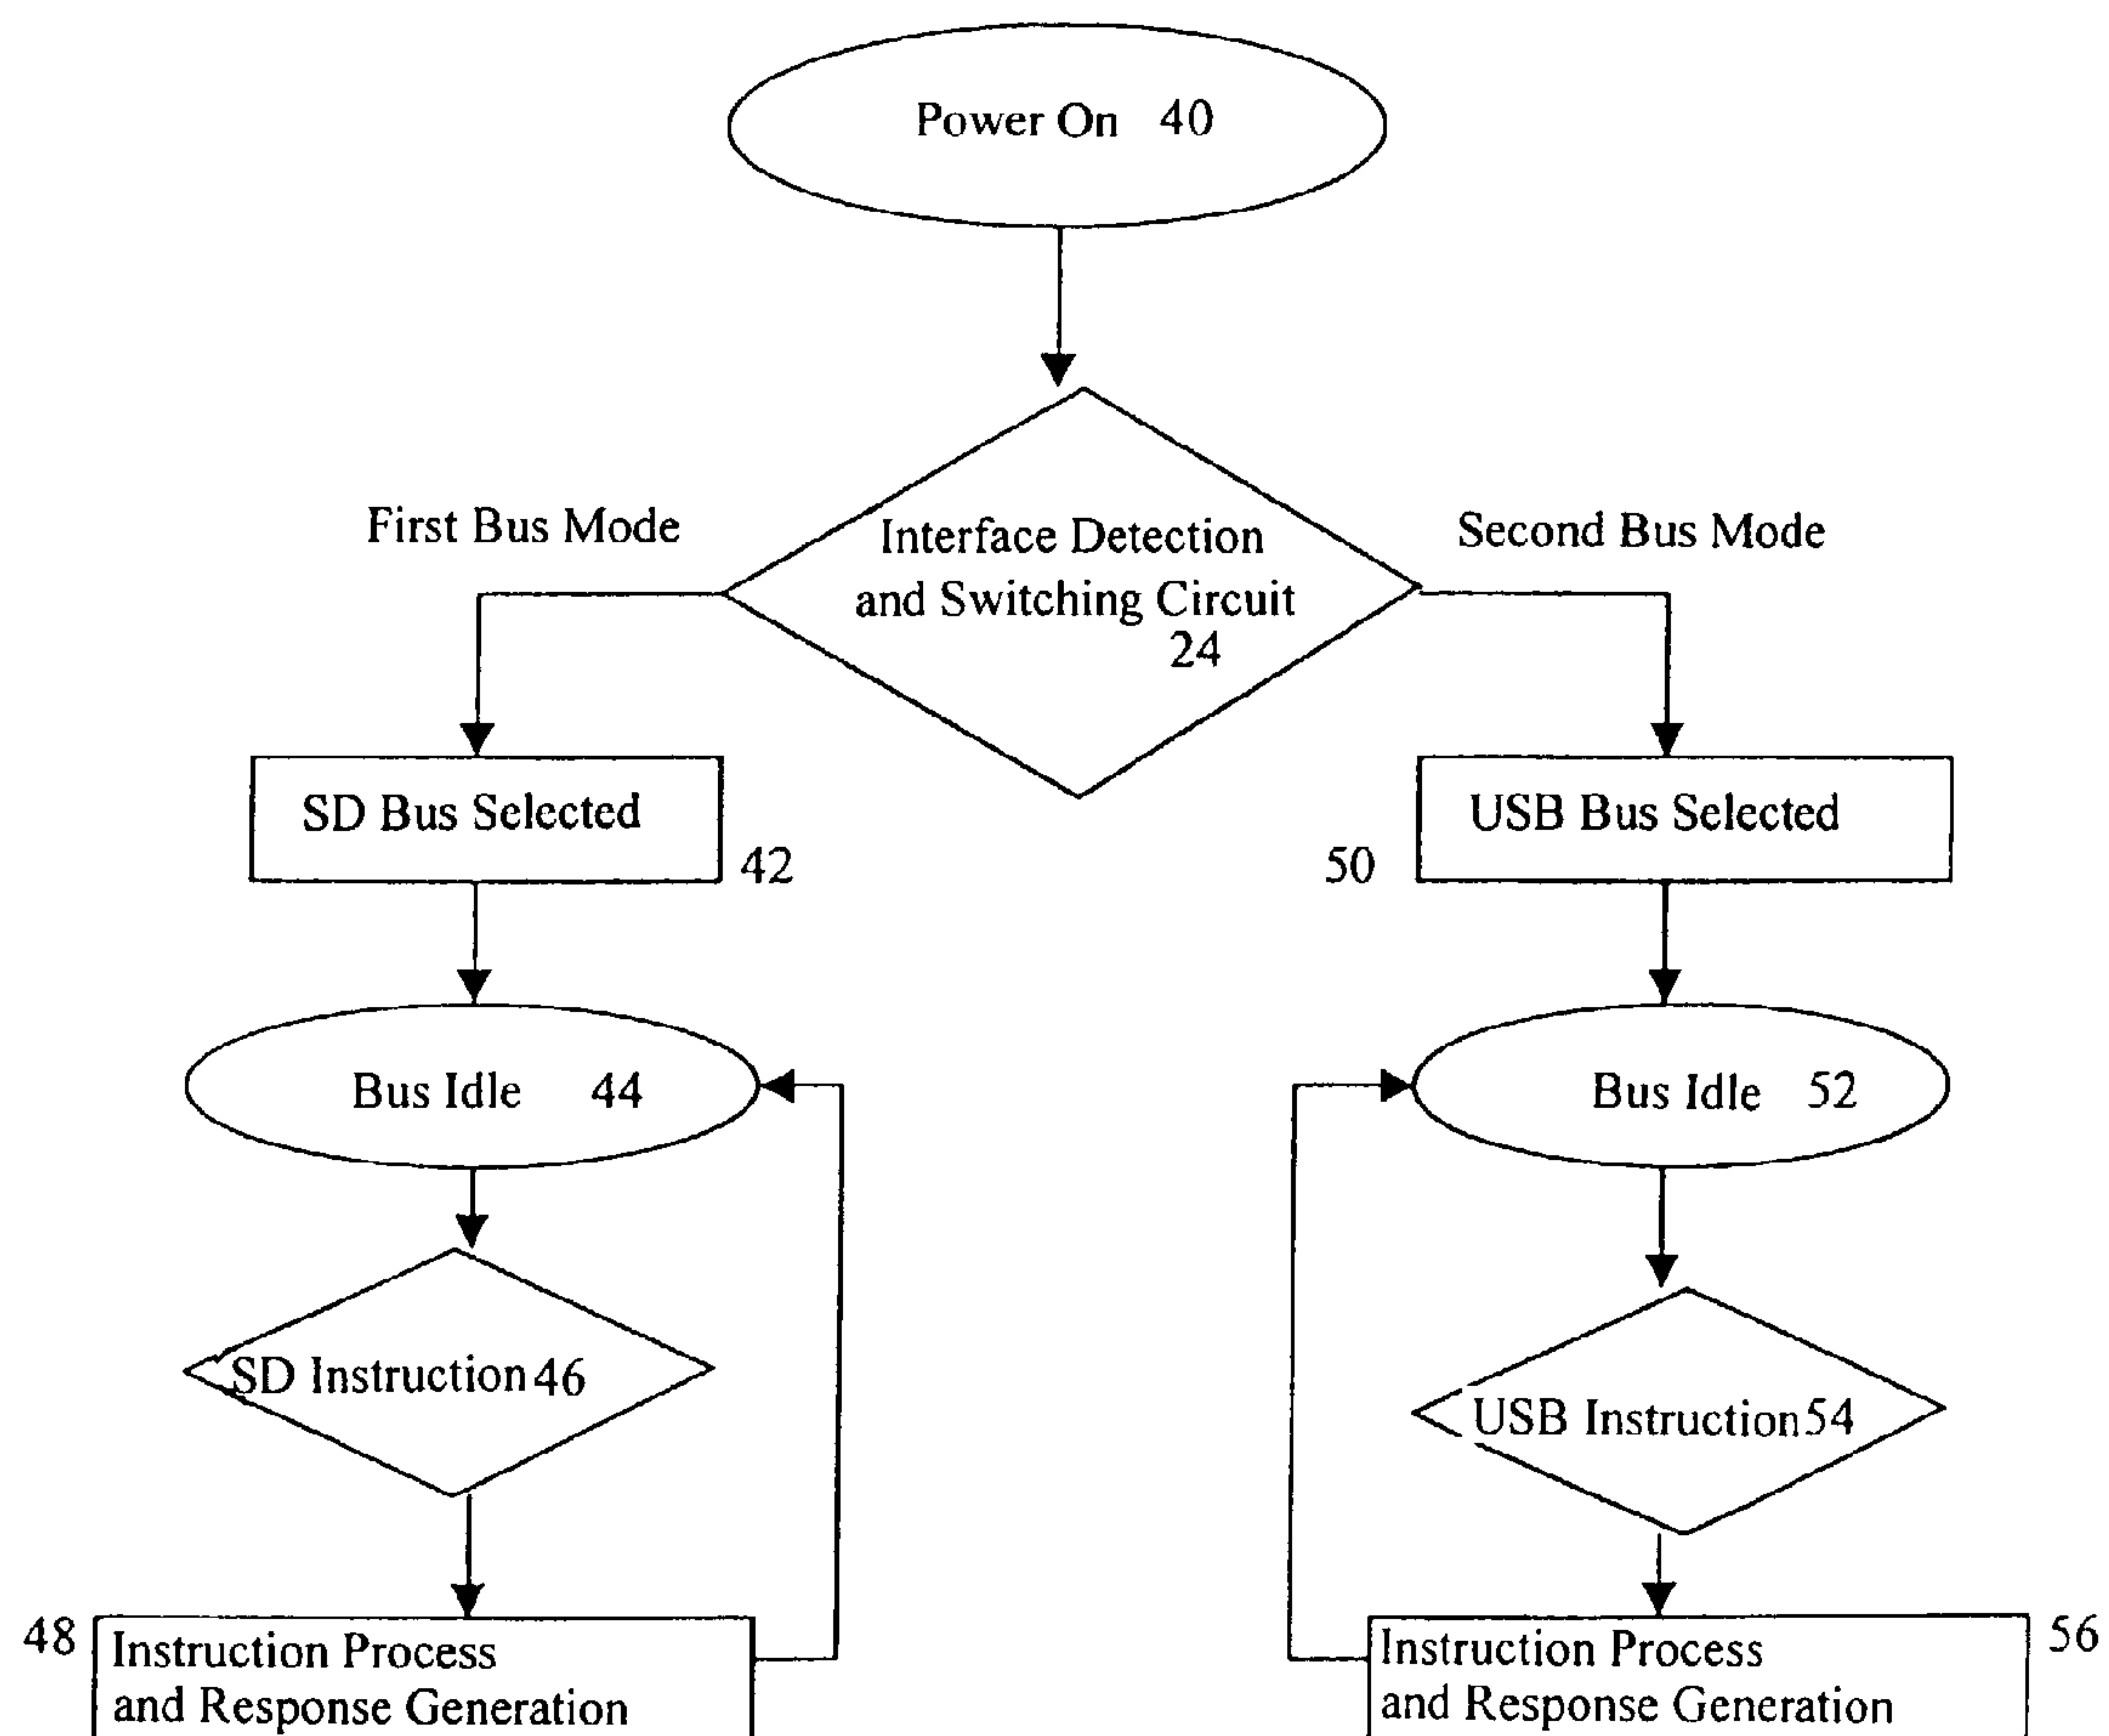 Power On 40
First Bus Mode
Interface Detection
and Switching Circuit
24
Second Bus Mode
SD Bus Selected
42
50
USB Bus Selected
Bus Idle 44
Bus Idle 52
SD Instruction 46
USB Instruction 54
48
Instruction Process
and Response Generation
Instruction Process
and Response Generation
56